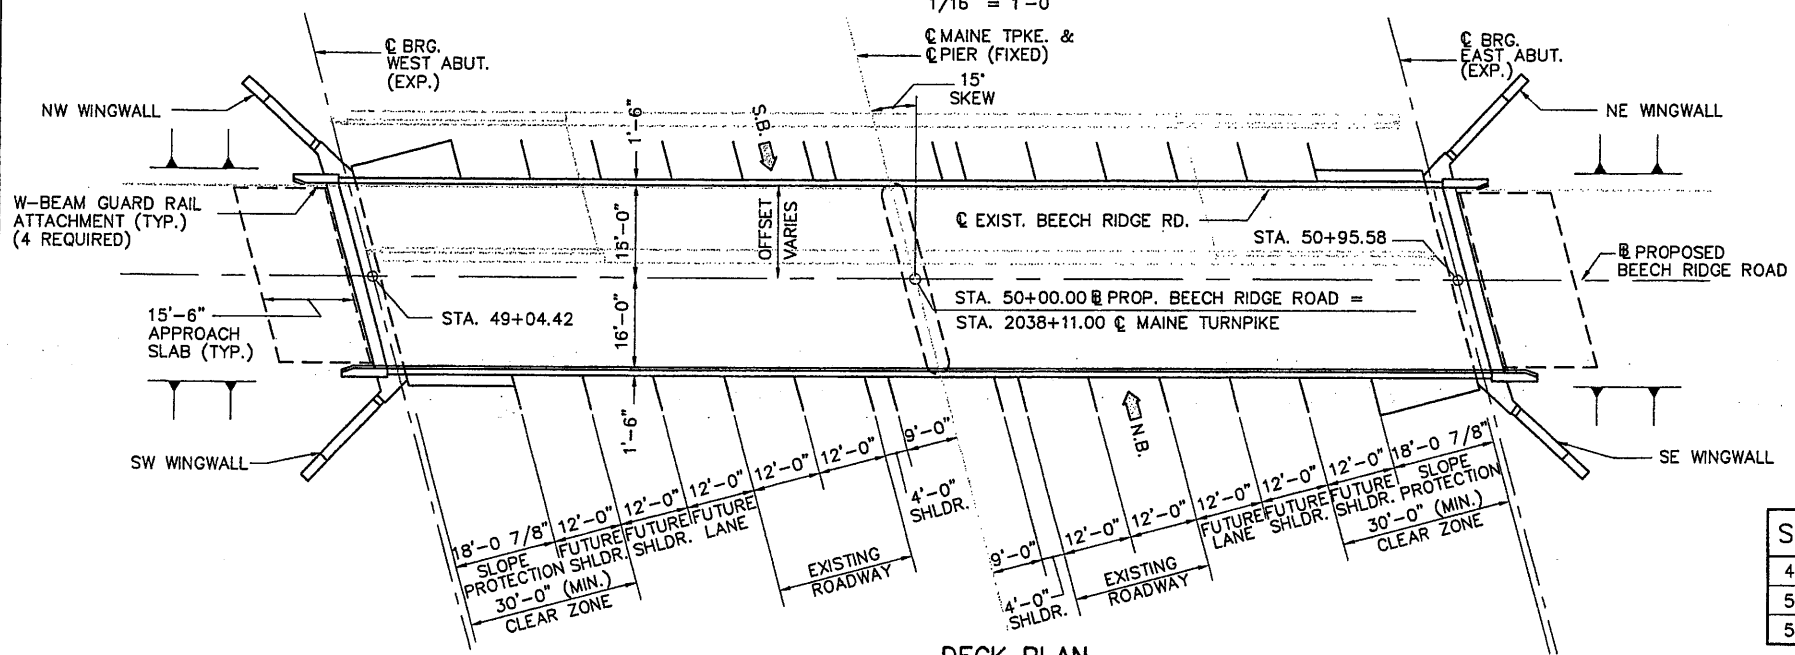 1/16" = 1'-0"
℄ BRG.
WEST ABUT.
(EXP.)
℄ MAINE TPKE. &
℄ PIER (FIXED)
15°
SKEW
℄ BRG.
EAST ABUT.
(EXP.)
NW WINGWALL
NE WINGWALL
1'-6"
S.B.
W-BEAM GUARD RAIL
ATTACHMENT (TYP.)
(4 REQUIRED)
16'-0"
OFFSET
VARIES
℄ EXIST. BEECH RIDGE RD.
STA. 50+95.58
PROPOSED
BEECH RIDGE ROAD
15'-6"
APPROACH
SLAB (TYP.)
STA. 49+04.42
16'-0"
STA. 50+00.00 PROP. BEECH RIDGE ROAD =
STA. 2038+11.00 ℄ MAINE TURNPIKE
1'-6"
N.B.
SW WINGWALL
SE WINGWALL
18'-0 7/8"
SLOPE
PROTECTION
12'-0"
FUTURE
SHLDR.
12'-0"
FUTURE
SHLDR.
12'-0"
FUTURE
LANE
12'-0"
12'-0"
9'-0"
4'-0"
SHLDR.
30'-0" (MIN.)
CLEAR ZONE
EXISTING
ROADWAY
9'-0"
4'-0"
SHLDR.
12'-0"
12'-0"
EXISTING
ROADWAY
12'-0"
FUTURE
LANE
12'-0"
FUTURE
SHLDR.
12'-0"
FUTURE
SHLDR.
18'-0 7/8"
SLOPE
PROTECTION
30'-0" (MIN.)
CLEAR ZONE
S
4
5
5
DECK PLAN